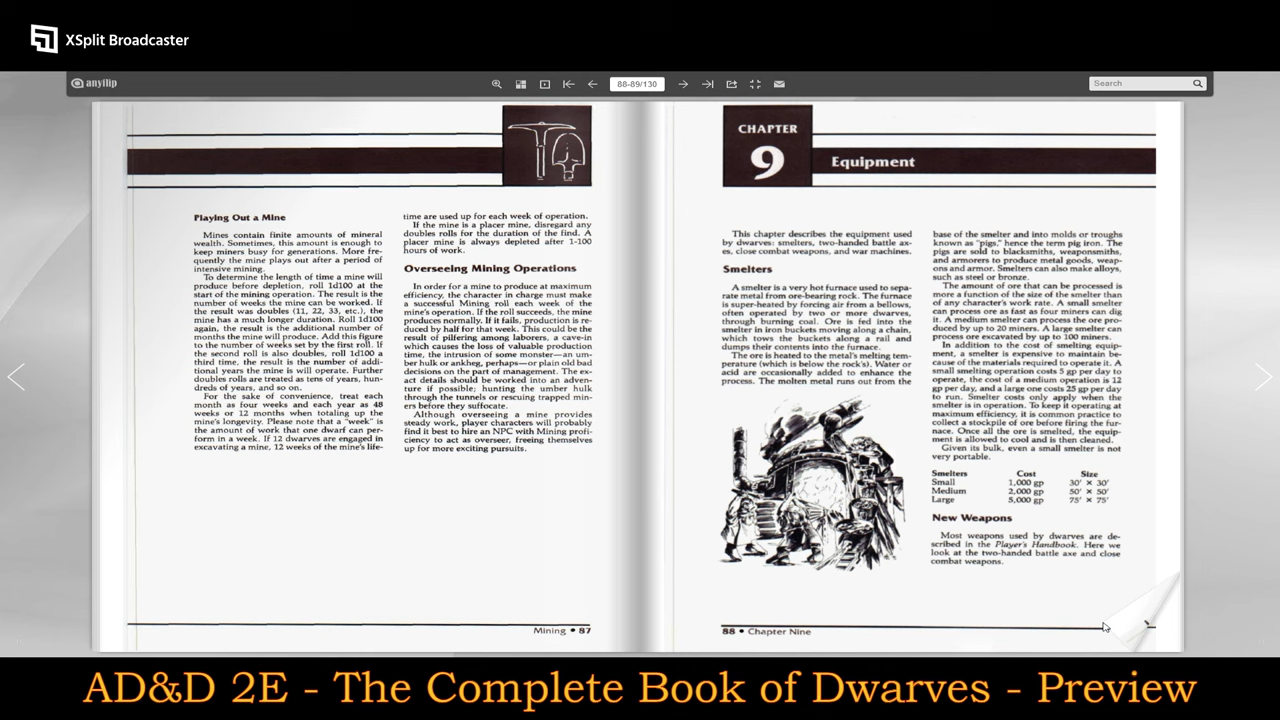 XSplit Broadcaster
anyflip
88-89/130
Search
Playing Out a Mine
Mines contain finite amounts of mineral
wealth. Sometimes, this amount is enough to
keep miners busy for generations. More fre-
quently the mine plays out after a period of
intensive mining.
To determine the length of time a mine will
produce before depletion, roll 1d100 at the
start of the mining operation. The result is the
number of weeks the mine can be worked. If
the result was doubles (11, 22, 33, etc.), the
mine has a much longer duration. Roll 1d100
again, the result is the additional number of
months the mine will produce. Add this figure
to the number of weeks set by the first roll. If
the second roll is also doubles, roll 1d100 a
third time, the result is the number of addi-
tional years the mine will operate. Further
doubles rolls are treated as tens of years, hun-
dreds of years, and so on.
For the sake of convenience, treat each
month as four weeks and each year as 48
weeks or 12 months when totaling up the
mine's longevity. Please note that a "week" is
the amount of work that one dwarf can per-
form in a week. If 12 dwarves are engaged in
excavating a mine, 12 weeks of the mine's life-
time are used up for each week of operation.
If the mine is a placer mine, disregard any
doubles rolls for the duration of the find. A
placer mine is always depleted after 1-100
hours of work.
Overseeing Mining Operations
In order for a mine to produce at maximum
efficiency, the character in charge must make
a successful Mining roll each week of the
mine's operation. If the roll succeeds, the mine
produces normally. If it fails, production is re-
duced by half for that week. This could be the
result of pilfering among laborers, a cave-in
which causes the loss of valuable production
time, the intrusion of some monster—an um-
ber hulk or ankheg, perhaps—or plain old bad
decisions on the part of management. The ex-
act details should be worked into an adven-
ture if possible; hunting the umber hulk
through the tunnels or rescuing trapped min-
ers before they suffocate.
Although overseeing a mine provides
steady work, player characters will probably
find it best to hire an NPC with Mining profi-
ciency to act as overseer, freeing themselves
up for more exciting pursuits.
Mining • 87
CHAPTER
9
Equipment
This chapter describes the equipment used
by dwarves: smelters, two-handed battle ax-
es, close combat weapons, and war machines.
Smelters
A smelter is a very hot furnace used to sepa-
rate metal from ore-bearing rock. The furnace
is super-heated by forcing air from a bellows,
often operated by two or more dwarves,
through burning coal. Ore is fed into the
smelter in iron buckets moving along a chain,
which tows the buckets along a rail and
dumps their contents into the furnace.
The ore is heated to the metal's melting tem-
perature (which is below the rock's). Water or
acid are occasionally added to enhance the
process. The molten metal runs out from the
base of the smelter and into molds or troughs
known as "pigs," hence the term pig iron. The
pigs are sold to blacksmiths, weaponsmiths,
and armorers to produce metal goods, weap-
ons and armor. Smelters can also make alloys,
such as steel or bronze.
The amount of ore that can be processed is
more a function of the size of the smelter than
of any character's work rate. A small smelter
can process ore as fast as four miners can dig
it. A medium smelter can process the ore pro-
duced by up to 20 miners. A large smelter can
process ore excavated by up to 100 miners.
In addition to the cost of smelting equip-
ment, a smelter is expensive to maintain be-
cause of the materials required to operate it. A
small smelting operation costs 5 gp per day to
operate, the cost of a medium operation is 12
gp per day, and a large one costs 25 gp per day
to run. Smelter costs only apply when the
smelter is in operation. To keep it operating at
maximum efficiency, it is common practice to
collect a stockpile of ore before firing the fur-
nace. Once all the ore is smelted, the equip-
ment is allowed to cool and is then cleaned.
Given its bulk, even a small smelter is not
very portable.
Smelters Cost Size
Small 1,000 gp 30' × 30'
Medium 2,000 gp 50' × 50'
Large 5,000 gp 75' × 75'
New Weapons
Most weapons used by dwarves are de-
scribed in the Player's Handbook. Here we
look at the two-handed battle axe and close
combat weapons.
88 • Chapter Nine
AD&D 2E - The Complete Book of Dwarves - Preview